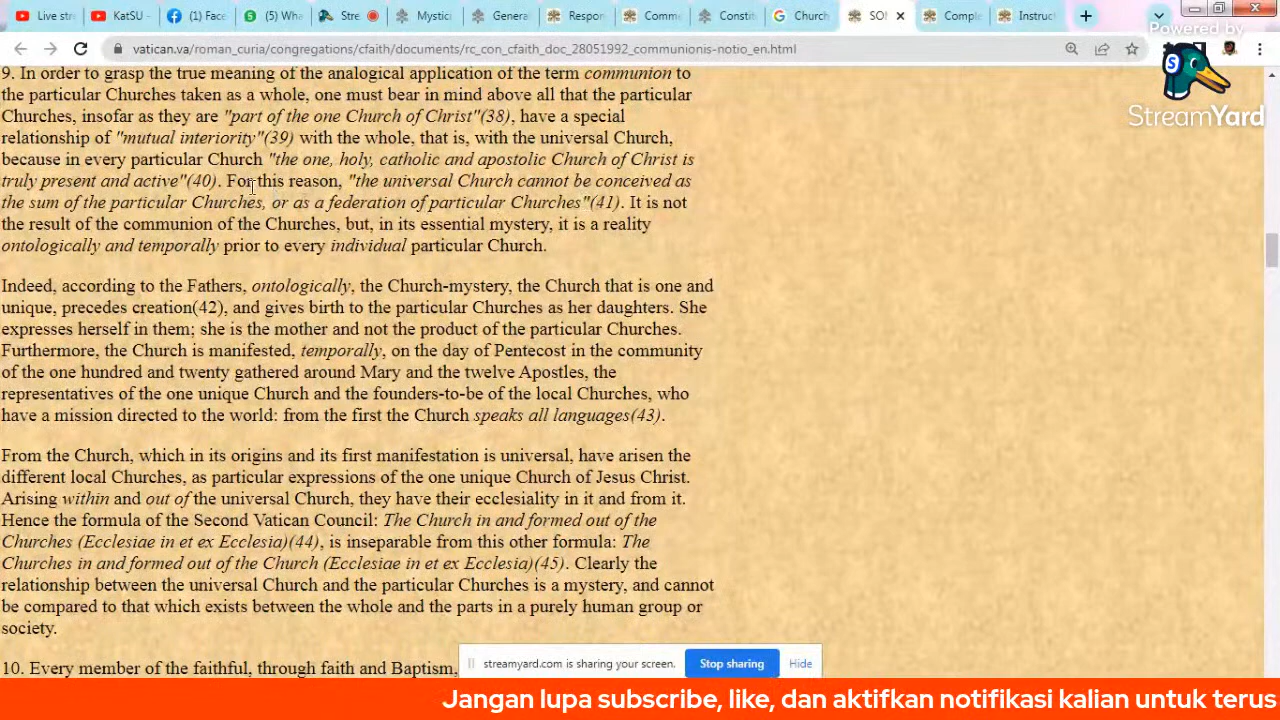 Live stre
KatSU -
(1) Face
(5) Wha
Stre
Mystic
Genera
Respor
Comm
Constit
Church
SOI
Comple
Instruct
vatican.va/roman_curia/congregations/cfaith/documents/rc_con_cfaith_doc_28051992_communionis-notio_en.html
Powered by
StreamYard
9. In order to grasp the true meaning of the analogical application of the term communion to
the particular Churches taken as a whole, one must bear in mind above all that the particular
Churches, insofar as they are "part of the one Church of Christ"(38), have a special
relationship of "mutual interiority"(39) with the whole, that is, with the universal Church,
because in every particular Church "the one, holy, catholic and apostolic Church of Christ is
truly present and active"(40). For this reason, "the universal Church cannot be conceived as
the sum of the particular Churches, or as a federation of particular Churches"(41). It is not
the result of the communion of the Churches, but, in its essential mystery, it is a reality
ontologically and temporally prior to every individual particular Church.
Indeed, according to the Fathers, ontologically, the Church-mystery, the Church that is one and
unique, precedes creation(42), and gives birth to the particular Churches as her daughters. She
expresses herself in them; she is the mother and not the product of the particular Churches.
Furthermore, the Church is manifested, temporally, on the day of Pentecost in the community
of the one hundred and twenty gathered around Mary and the twelve Apostles, the
representatives of the one unique Church and the founders-to-be of the local Churches, who
have a mission directed to the world: from the first the Church speaks all languages(43).
From the Church, which in its origins and its first manifestation is universal, have arisen the
different local Churches, as particular expressions of the one unique Church of Jesus Christ.
Arising within and out of the universal Church, they have their ecclesiality in it and from it.
Hence the formula of the Second Vatican Council: The Church in and formed out of the
Churches (Ecclesiae in et ex Ecclesia)(44), is inseparable from this other formula: The
Churches in and formed out of the Church (Ecclesiae in et ex Ecclesia)(45). Clearly the
relationship between the universal Church and the particular Churches is a mystery, and cannot
be compared to that which exists between the whole and the parts in a purely human group or
society.
10. Every member of the faithful, through faith and Baptism,
streamyard.com is sharing your screen.
Stop sharing
Hide
Jangan lupa subscribe, like, dan aktifkan notifikasi kalian untuk terus